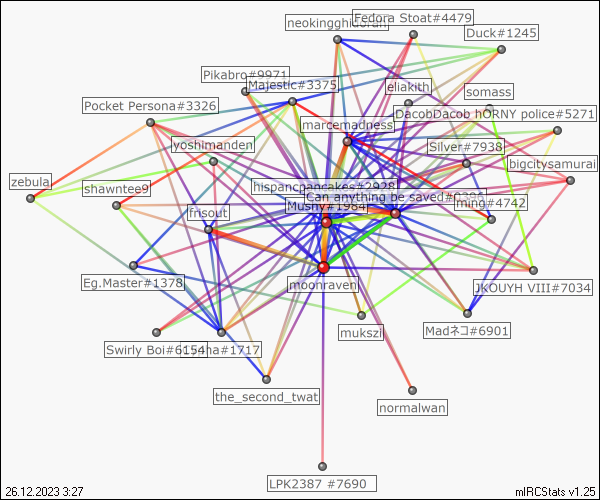 neokingghidorah
Fedora Stoat#4479
Duck#1245
Pikabro#9971
Majestic#3375
eliakith
somass
Pocket Persona#3326
marcemadness
DacobDacob hORNY police#5271
yoshimanden
Silver#7938
bigcitysamurai
zebula
shawntee9
hispancpancakes#2928
Can anything be saved#0386
ming#4742
Mushy#1984
frisout
Eg.Master#1378
moonraven
JKOUYH VIII#7034
mukszi
Madネコ#6901
Swirly Boi#6154
ha#1717
the_second_twat
normalwan
LPK2387 #7690
26.12.2023 3:27
mIRCStats v1.25